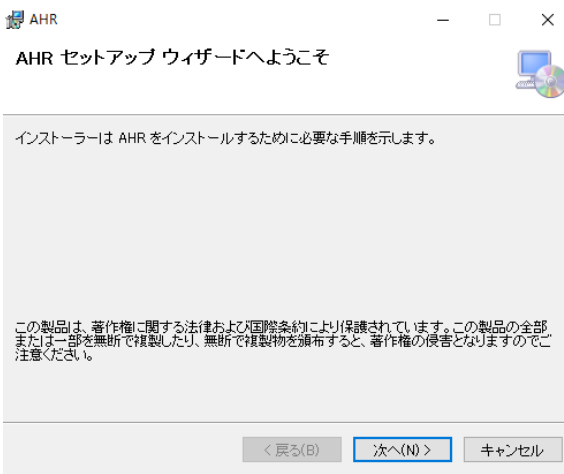 AHR
AHR セットアップ ウィザードへようこそ
インストーラーは AHR をインストールするために必要な手順を示します。
この製品は、著作権に関する法律および国際条約により保護されています。この製品の全部
または一部を無断で複製したり、無断で複製物を頒布すると、著作権の侵害となりますのでご
注意ください。
< 戻る(B) 次へ(N) > キャンセル